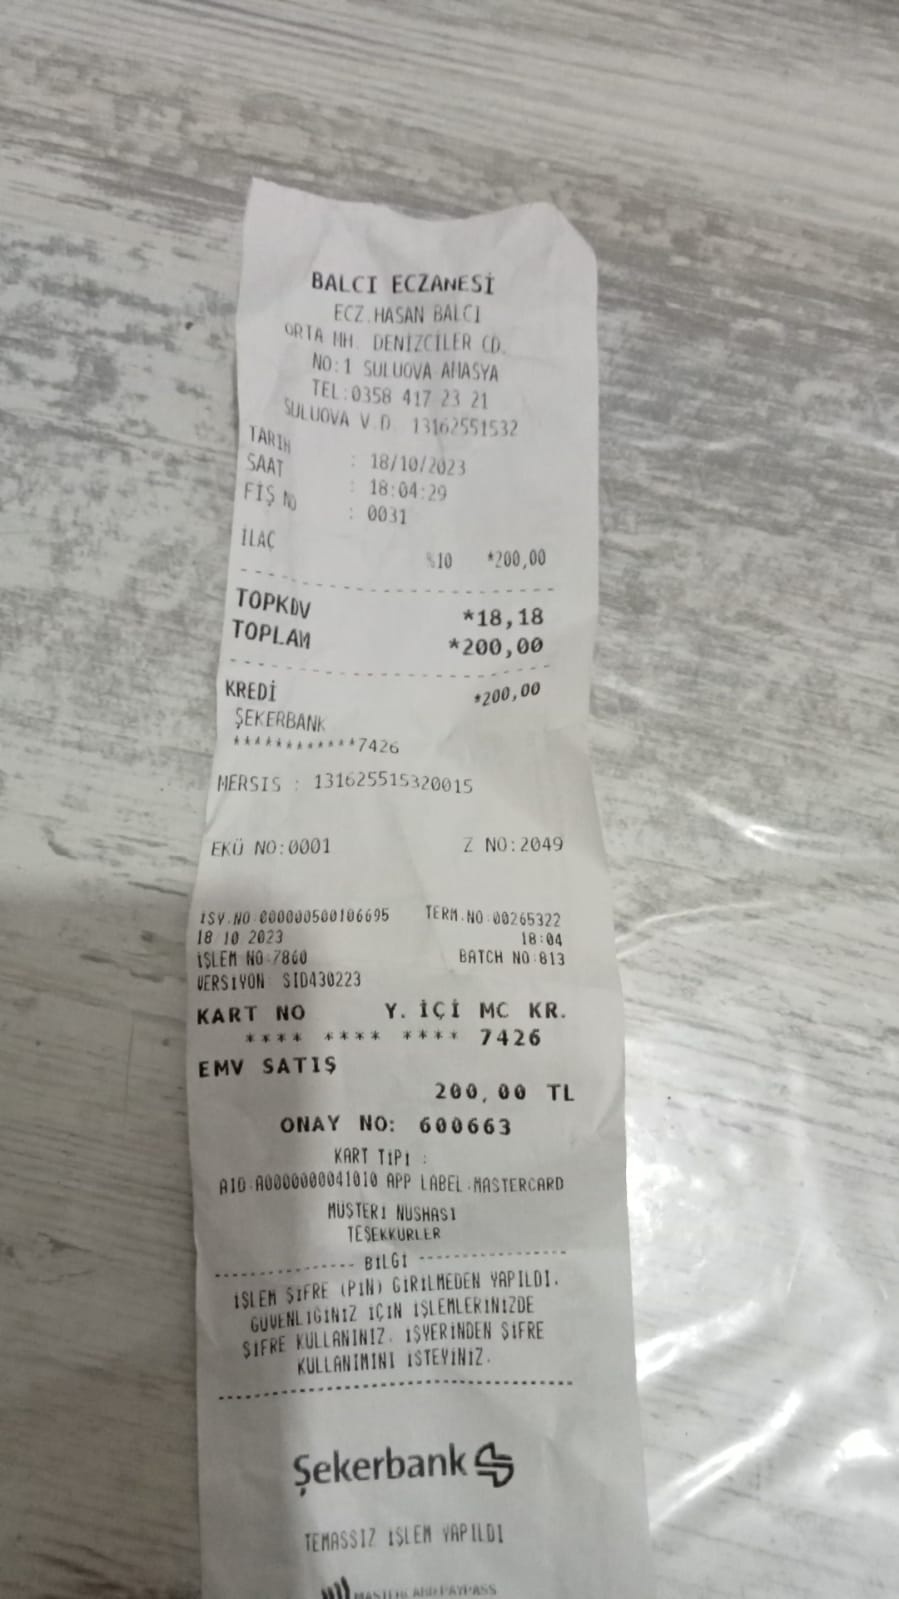 BALCI ECZANESİ
ECZ.HASAN BALCI
ORTA MH. DENİZCİLER CD.
NO:1 SULUOVA AMASYA
TEL:0358 417 23 21
SULUOVA V.D. 13162551532
TARIH : 18/10/2023
SAAT : 18:04:29
FİŞ NO : 0031
İLAÇ %10 *200,00
TOPKDV *18,18
TOPLAM *200,00
KREDİ *200,00
ŞEKERBANK
************7426
MERSIS : 131625515320015
EKÜ NO:0001 Z NO:2049
İŞY.NO:000000500106695 TERM.NO:00265322
18 10 2023 18:04
İŞLEM NO:7860 BATCH NO:813
VERSİYON: SID430223
KART NO Y. İÇİ MC KR.
**** **** **** 7426
EMV SATIŞ
200,00 TL
ONAY NO: 600663
KART TİPİ :
AID:A0000000041010 APP LABEL:MASTERCARD
MÜŞTERİ NUSHASI
TEŞEKKÜRLER
BİLGİ
İŞLEM ŞİFRE (PIN) GİRİLMEDEN YAPILDI.
GÜVENLİĞİNİZ İÇİN İŞLEMLERİNİZDE
ŞİFRE KULLANINIZ. İŞYERİNDEN ŞİFRE
KULLANIMINI İSTEYİNİZ.
Şekerbank
TEMASSIZ İŞLEM YAPILDI
MASTERCARD PAYPASS